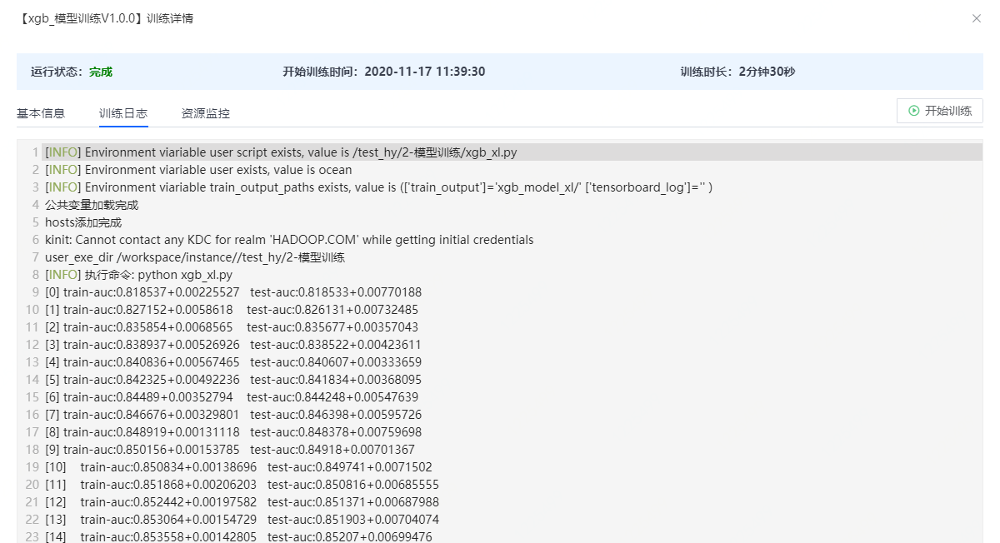 【xgb_模型训练V1.0.0】训练详情
运行状态：完成 开始训练时间：2020-11-17 11:39:30 训练时长：2分钟30秒
基本信息 训练日志 资源监控 开始训练
1 [INFO] Environment viariable user script exists, value is /test_hy/2-模型训练/xgb_xl.py
2 [INFO] Environment viariable user exists, value is ocean
3 [INFO] Environment viariable train_output_paths exists, value is (['train_output']='xgb_model_xl/' ['tensorboard_log']='' )
4 公共变量加载完成
5 hosts添加完成
6 kinit: Cannot contact any KDC for realm 'HADOOP.COM' while getting initial credentials
7 user_exe_dir /workspace/instance//test_hy/2-模型训练
8 [INFO] 执行命令: python xgb_xl.py
9 [0] train-auc:0.818537+0.00225527 test-auc:0.818533+0.00770188
10 [1] train-auc:0.827152+0.0058618 test-auc:0.826131+0.00732485
11 [2] train-auc:0.835854+0.0068565 test-auc:0.835677+0.00357043
12 [3] train-auc:0.838937+0.00526926 test-auc:0.838522+0.00423611
13 [4] train-auc:0.840836+0.00567465 test-auc:0.840607+0.00333659
14 [5] train-auc:0.842325+0.00492236 test-auc:0.841834+0.00368095
15 [6] train-auc:0.84489+0.00352794 test-auc:0.844248+0.00547639
16 [7] train-auc:0.846676+0.00329801 test-auc:0.846398+0.00595726
17 [8] train-auc:0.848919+0.00131118 test-auc:0.848378+0.00759698
18 [9] train-auc:0.850156+0.00153785 test-auc:0.84918+0.00701367
19 [10] train-auc:0.850834+0.00138696 test-auc:0.849741+0.0071502
20 [11] train-auc:0.851868+0.00206203 test-auc:0.850816+0.00685555
21 [12] train-auc:0.852442+0.00197582 test-auc:0.851371+0.00687988
22 [13] train-auc:0.853064+0.00154729 test-auc:0.851903+0.00704074
23 [14] train-auc:0.853558+0.00142805 test-auc:0.85207+0.00699476